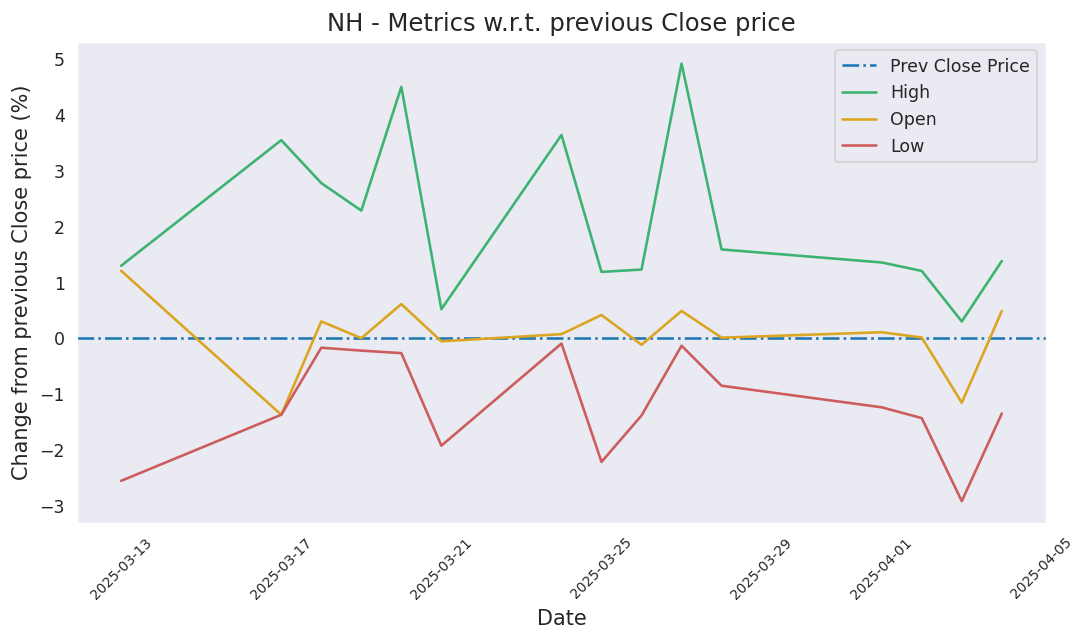 NH - Metrics w.r.t. previous Close price
Change from previous Close price (%)
5
4
3
2
1
0
−1
−2
−3
Prev Close Price
High
Open
Low
2025-03-13
2025-03-17
2025-03-21
2025-03-25
2025-03-29
2025-04-01
2025-04-05
Date